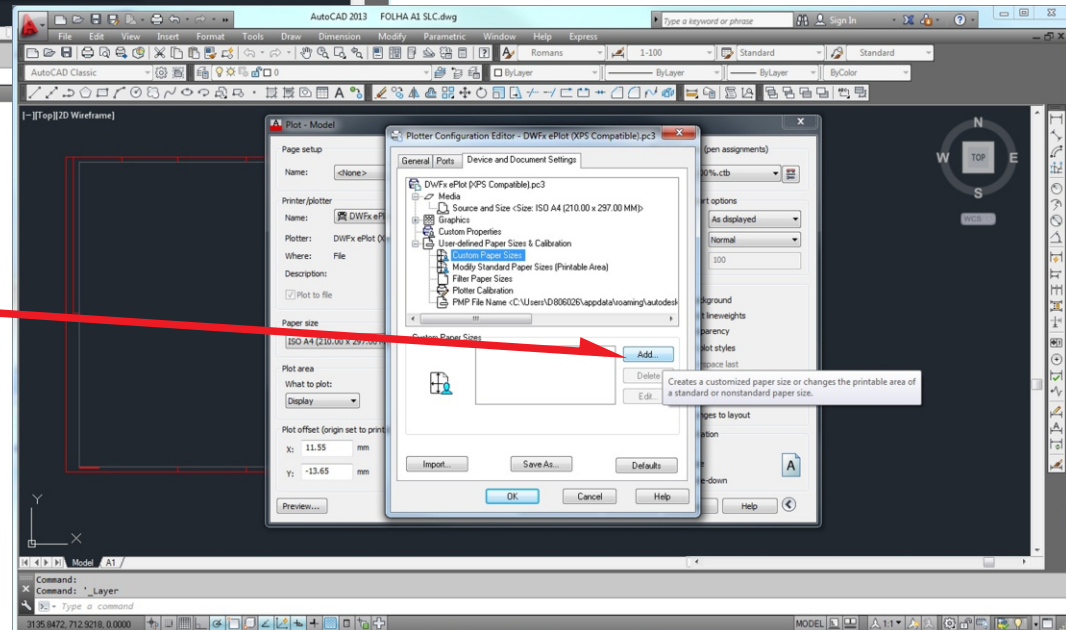 AutoCAD 2013 FOLHA A1 SLC.dwg
Type a keyword or phrase
Sign In
File Edit View Insert Format Tools Draw Dimension Modify Parametric Window Help Express
Romans 1-100 Standard Standard
AutoCAD Classic 0 ByLayer ByLayer ByLayer ByColor
[−][Top][2D Wireframe]
N
W TOP E
S
WCS
Plot - Model
Page setup
Name: <None>
Printer/plotter
Name: DWFx eP
Plotter: DWFx ePlot (X
Where: File
Description:
Plot to file
Paper size
ISO A4 (210.00 x 297.00
Plot area
What to plot:
Display
Plot offset (origin set to print
X: 11.55 mm
Y: -13.65 mm
Preview...
Plotter Configuration Editor - DWFx ePlot (XPS Compatible).pc3
General Ports Device and Document Settings
DWFx ePlot (XPS Compatible).pc3
Media
Source and Size <Size: ISO A4 (210.00 x 297.00 MM)>
Graphics
Custom Properties
User-defined Paper Sizes & Calibration
Custom Paper Sizes
Modify Standard Paper Sizes (Printable Area)
Filter Paper Sizes
Plotter Calibration
PMP File Name <C:\Users\D806026\appdata\roaming\autodesk
Custom Paper Sizes
Add...
Delete
Edit...
Creates a customized paper size or changes the printable area of
a standard or nonstandard paper size.
Import... Save As... Defaults
OK Cancel Help
(pen assignments)
00%.ctb
rt options
As displayed
Normal
100
kground
t lineweights
parency
plot styles
space last
ges to layout
ation
A
e-down
Help
Y
X
Model A1
Command:
Command: '_Layer
Type a command
3135.8472, 712.9218, 0.0000
MODEL 1:1